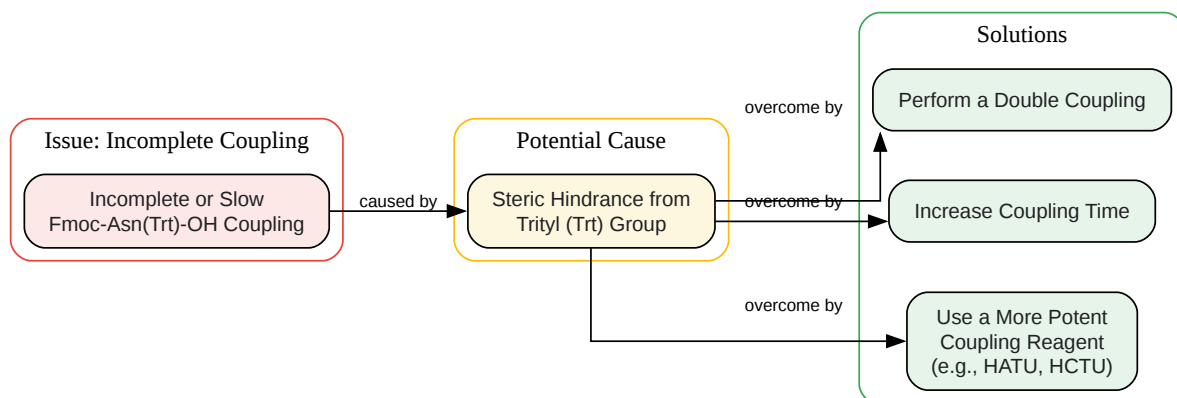 Issue: Incomplete Coupling
Incomplete or Slow
Fmoc-Asn(Trt)-OH Coupling
caused by
Potential Cause
Steric Hindrance from
Trityl (Trt) Group
overcome by
overcome by
overcome by
Solutions
Perform a Double Coupling
Increase Coupling Time
Use a More Potent
Coupling Reagent
(e.g., HATU, HCTU)